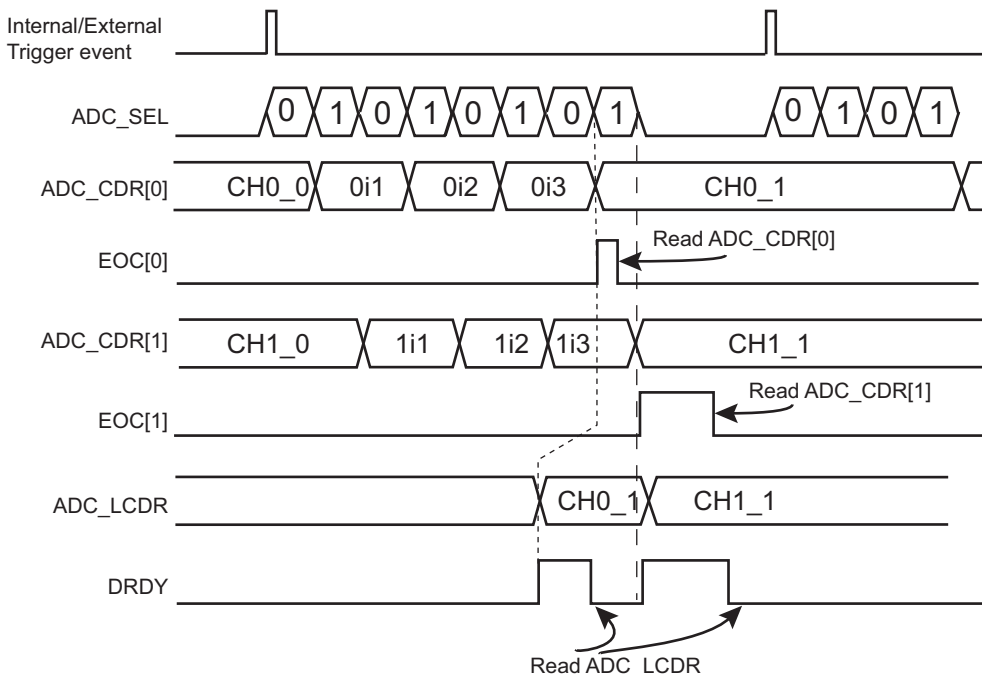 Internal/External
Trigger event
ADC_SEL
0 1 0 1 0 1 0 1 0 1 0 1
ADC_CDR[0]
CH0_0 0i1 0i2 0i3 CH0_1
EOC[0]
Read ADC_CDR[0]
ADC_CDR[1]
CH1_0 1i1 1i2 1i3 CH1_1
EOC[1]
Read ADC_CDR[1]
ADC_LCDR
CH0_1 CH1_1
DRDY
Read ADC_LCDR